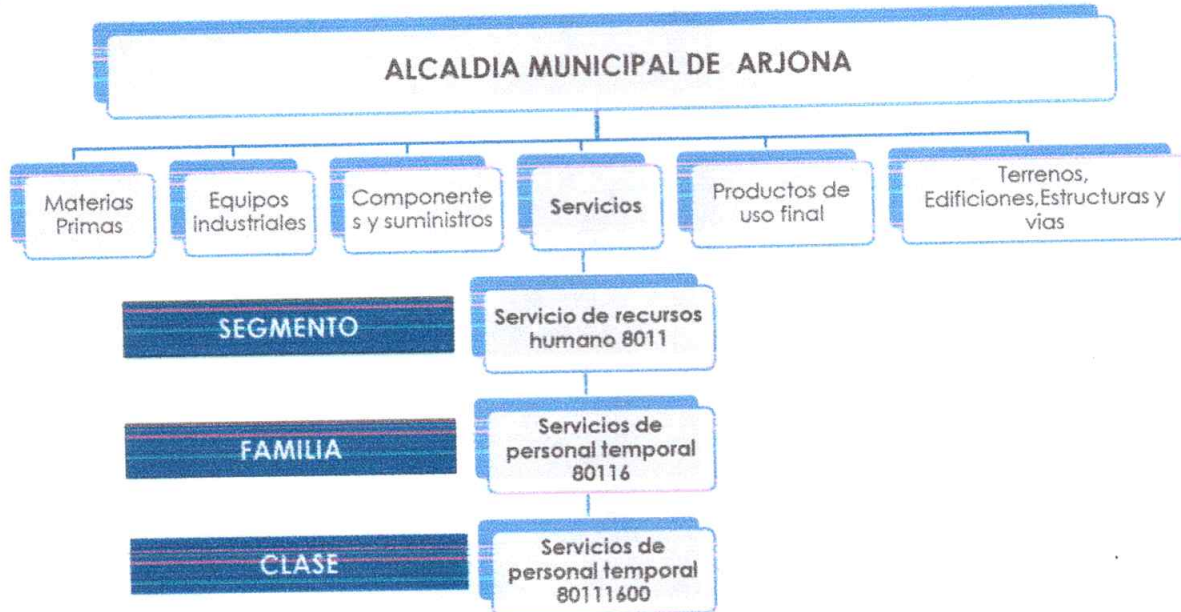 ALCALDIA MUNICIPAL DE ARJONA
Materias
Primas
Equipos
industriales
Componente
s y suministros
Servicios
Productos de
uso final
Terrenos,
Edificiones,Estructuras y
vias
SEGMENTO
Servicio de recursos
humano 8011
FAMILIA
Servicios de
personal temporal
80116
CLASE
Servicios de
personal temporal
80111600